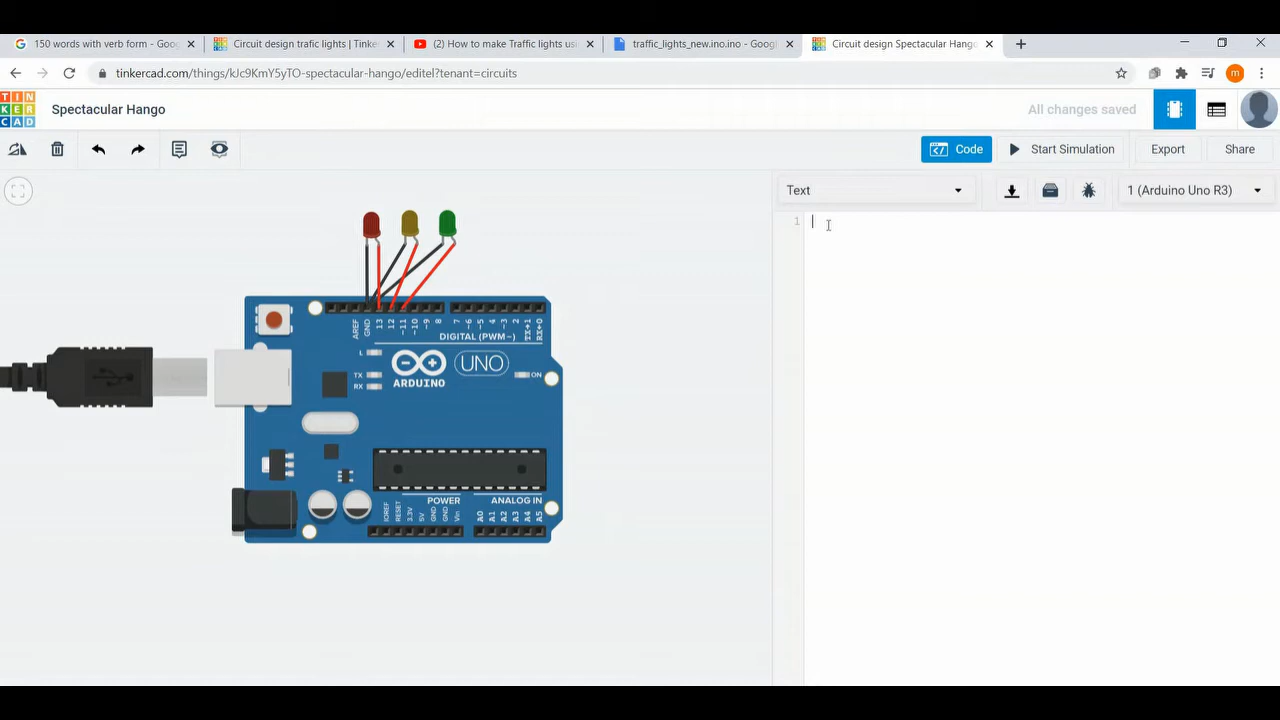 150 words with verb form - Goog
Circuit design trafic lights | Tinker
(2) How to make Traffic lights usi
traffic_lights_new.ino.ino - Googl
Circuit design Spectacular Hango
tinkercad.com/things/kJc9KmY5yTO-spectacular-hango/editel?tenant=circuits
m
TIN
KER
CAD
Spectacular Hango
All changes saved
Code
Start Simulation
Export
Share
Text
1 (Arduino Uno R3)
1
AREF
GND
13
12
~11
~10
~9
8
7
~6
~5
4
~3
2
TX→1
RX←0
DIGITAL (PWM~)
L
TX
RX
ARDUINO
UNO
ON
POWER
ANALOG IN
IOREF
RESET
3.3V
5V
GND
GND
Vin
A0
A1
A2
A3
A4
A5